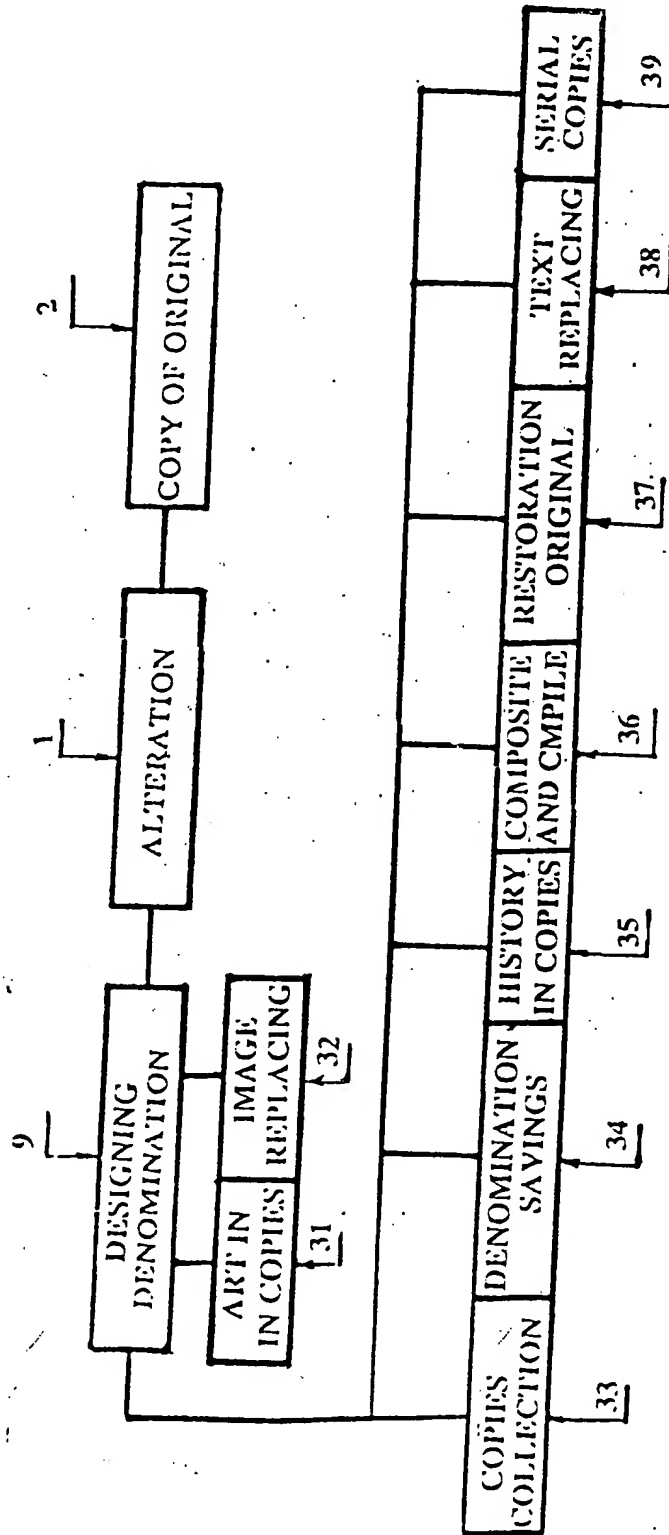 2
COPY OF ORIGINAL
1
ALTERATION
9
DESIGNING
DENOMINATION
ART IN
COPIES
31
IMAGE
REPLACING
32
COPIES
COLLECTION
33
DENOMINATION
SAVINGS
34
HISTORY
IN COPIES
35
COMPOSITE
AND CMPILE
36
RESTORATION
ORIGINAL
37
TEXT
REPLACING
38
SERIAL
COPIES
39